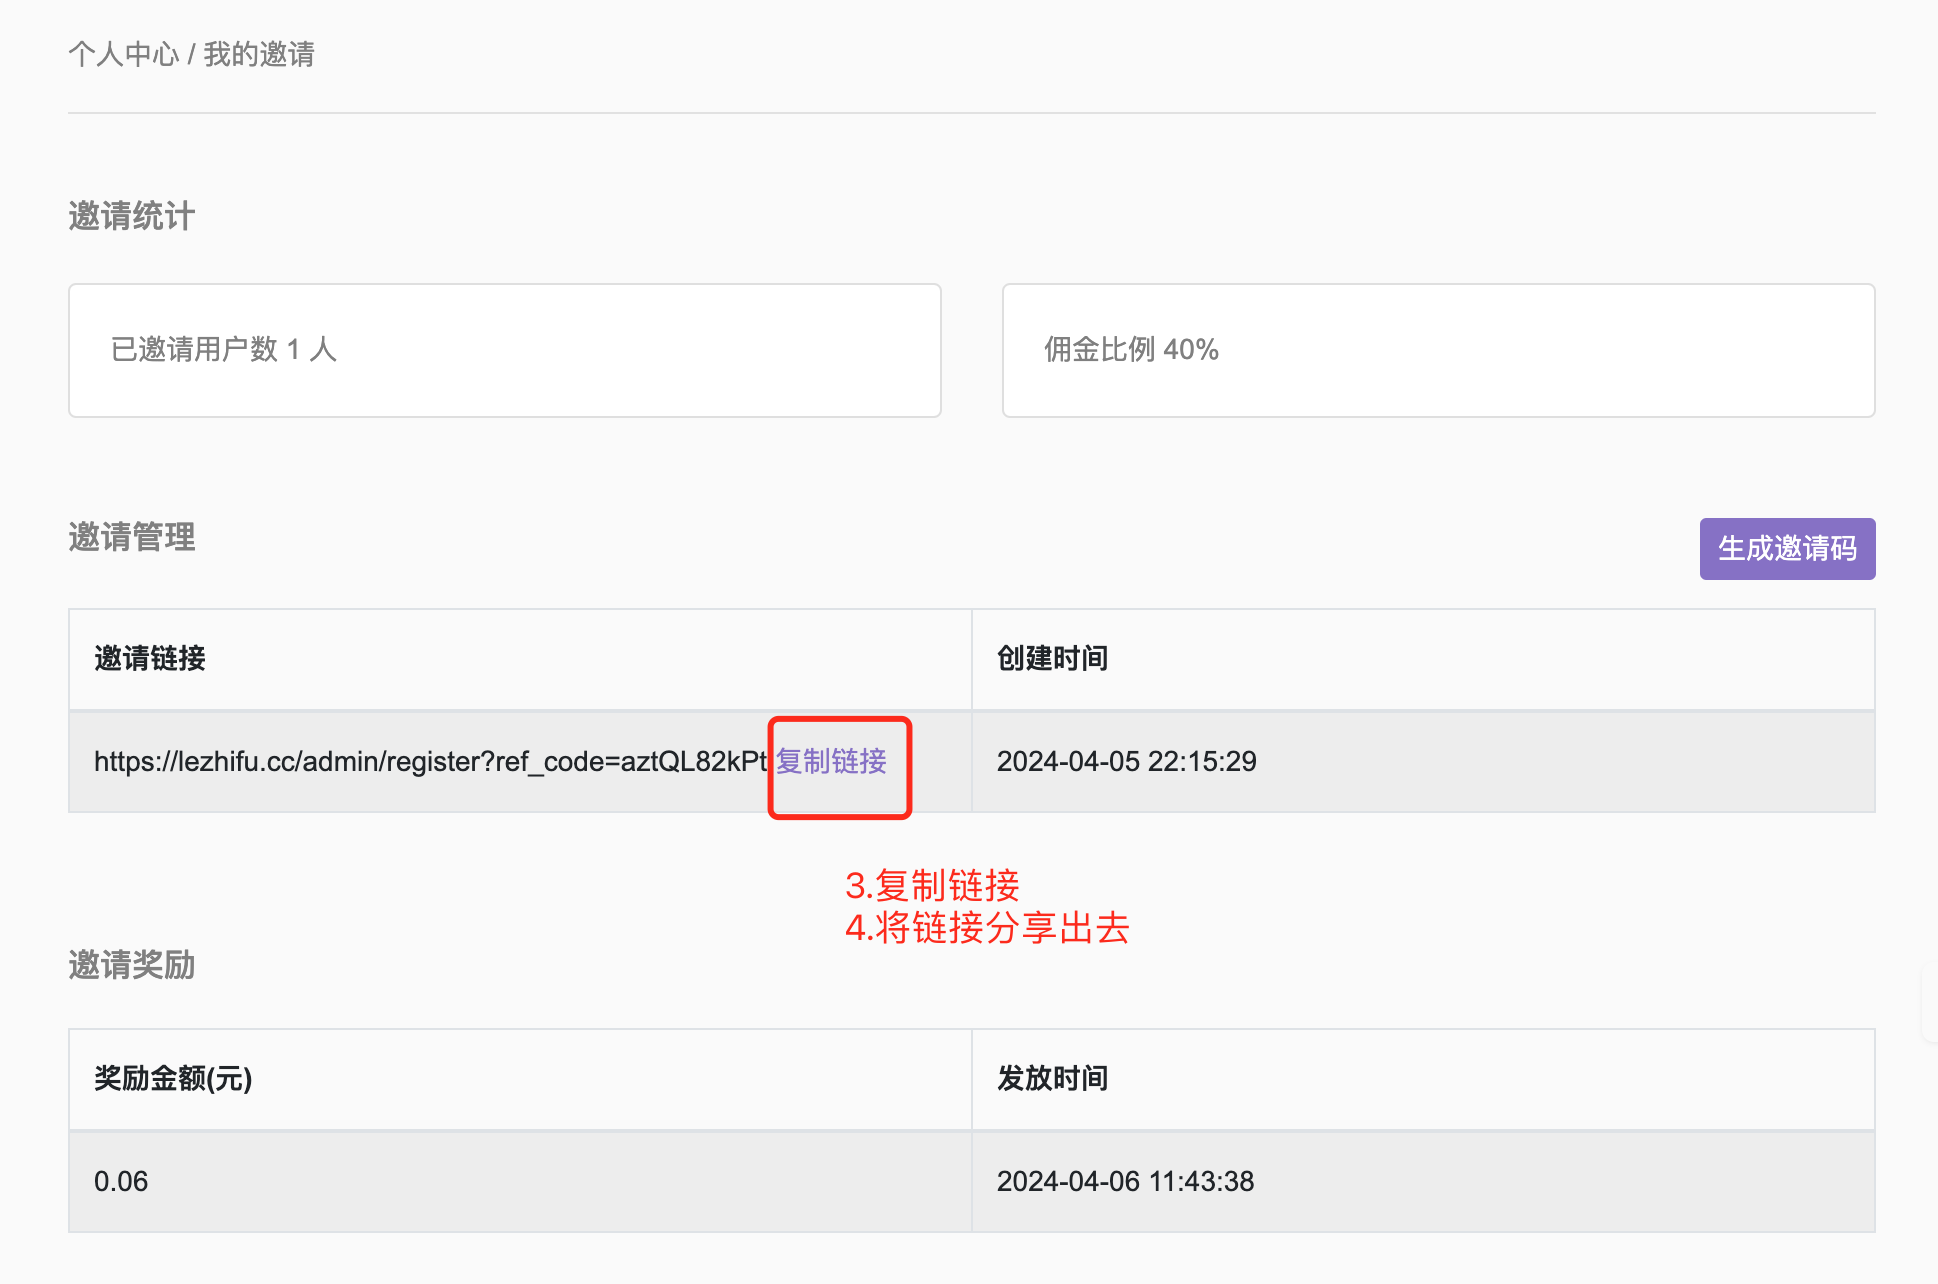 个人中心 / 我的邀请
邀请统计
已邀请用户数 1 人
佣金比例 40%
邀请管理
生成邀请码
邀请链接
创建时间
https://lezhifu.cc/admin/register?ref_code=aztQL82kPt 复制链接
2024-04-05 22:15:29
3.复制链接
4.将链接分享出去
邀请奖励
奖励金额(元)
发放时间
0.06
2024-04-06 11:43:38